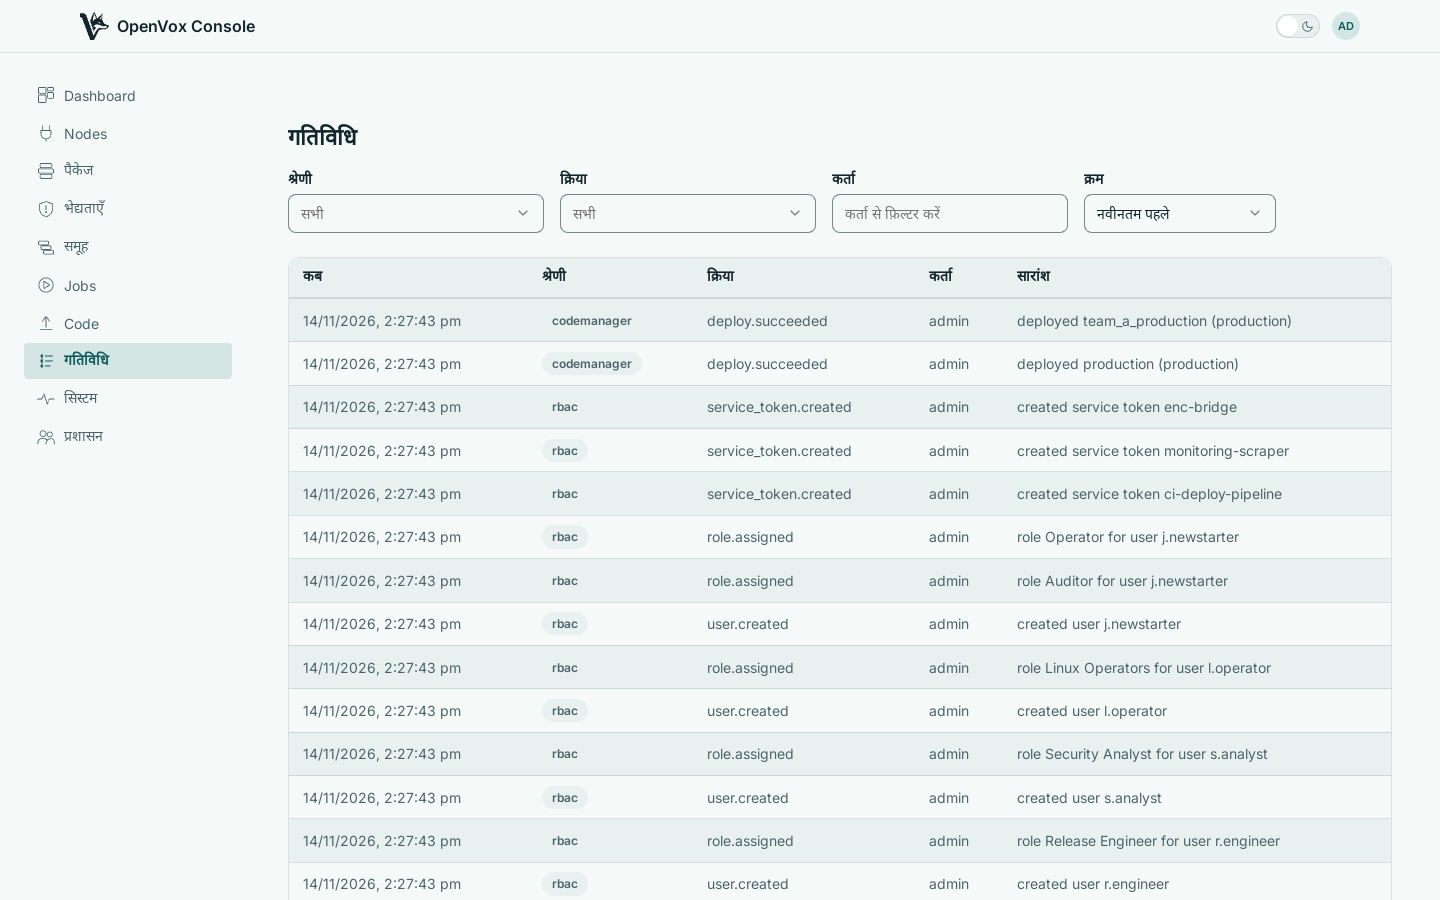 OpenVox Console
AD
Dashboard
Nodes
पैकेज
भेद्यताएँ
समूह
Jobs
Code
गतिविधि
सिस्टम
प्रशासन
गतिविधि
श्रेणी क्रिया कर्ता क्रम
सभी सभी कर्ता से फ़िल्टर करें नवीनतम पहले
कब श्रेणी क्रिया कर्ता सारांश
14/11/2026, 2:27:43 pm codemanager deploy.succeeded admin deployed team_a_production (production)
14/11/2026, 2:27:43 pm codemanager deploy.succeeded admin deployed production (production)
14/11/2026, 2:27:43 pm rbac service_token.created admin created service token enc-bridge
14/11/2026, 2:27:43 pm rbac service_token.created admin created service token monitoring-scraper
14/11/2026, 2:27:43 pm rbac service_token.created admin created service token ci-deploy-pipeline
14/11/2026, 2:27:43 pm rbac role.assigned admin role Operator for user j.newstarter
14/11/2026, 2:27:43 pm rbac role.assigned admin role Auditor for user j.newstarter
14/11/2026, 2:27:43 pm rbac user.created admin created user j.newstarter
14/11/2026, 2:27:43 pm rbac role.assigned admin role Linux Operators for user l.operator
14/11/2026, 2:27:43 pm rbac user.created admin created user l.operator
14/11/2026, 2:27:43 pm rbac role.assigned admin role Security Analyst for user s.analyst
14/11/2026, 2:27:43 pm rbac user.created admin created user s.analyst
14/11/2026, 2:27:43 pm rbac role.assigned admin role Release Engineer for user r.engineer
14/11/2026, 2:27:43 pm rbac user.created admin created user r.engineer